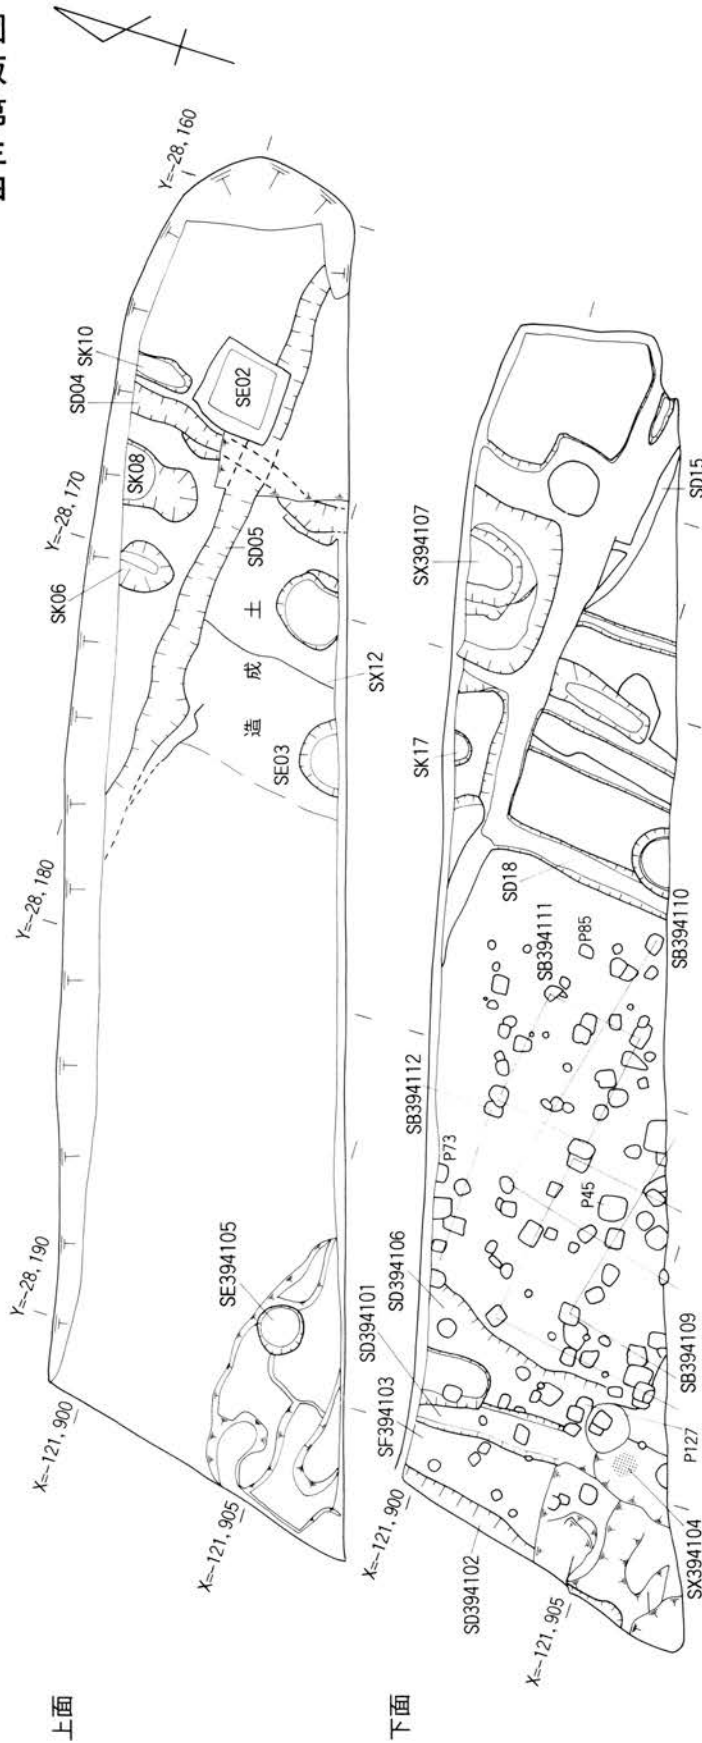 上面
Y=-28,160
SK10
SD04
SE02
SK08
Y=-28,170
SK06
SD05
造成土
SX12
SE03
Y=-28,180
Y=-28,190
SE394105
X=-121,900
X=-121,905
下面
SD15
SX394107
SK17
SD18
SB394110
SB394111
P85
SB394112
P73
P45
SD394106
SD394101
SF394103
SB394109
P127
SX394104
SD394102
X=-121,900
X=-121,905